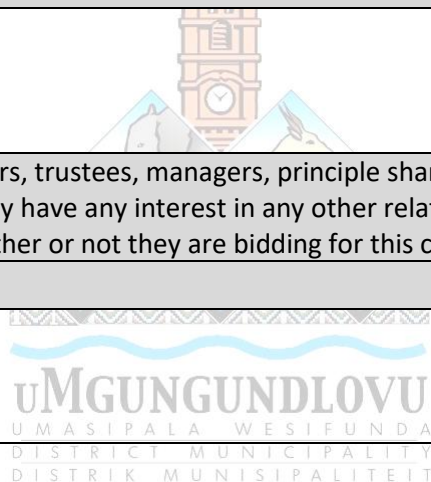 rs, trustees, managers, principle shar
y have any interest in any other relat
ther or not they are bidding for this c
UMGUNGUNDLOVU
UMASIPALA WESIFUNDA
DISTRICT MUNICIPALITY
DISTRIK MUNISIPALITEIT